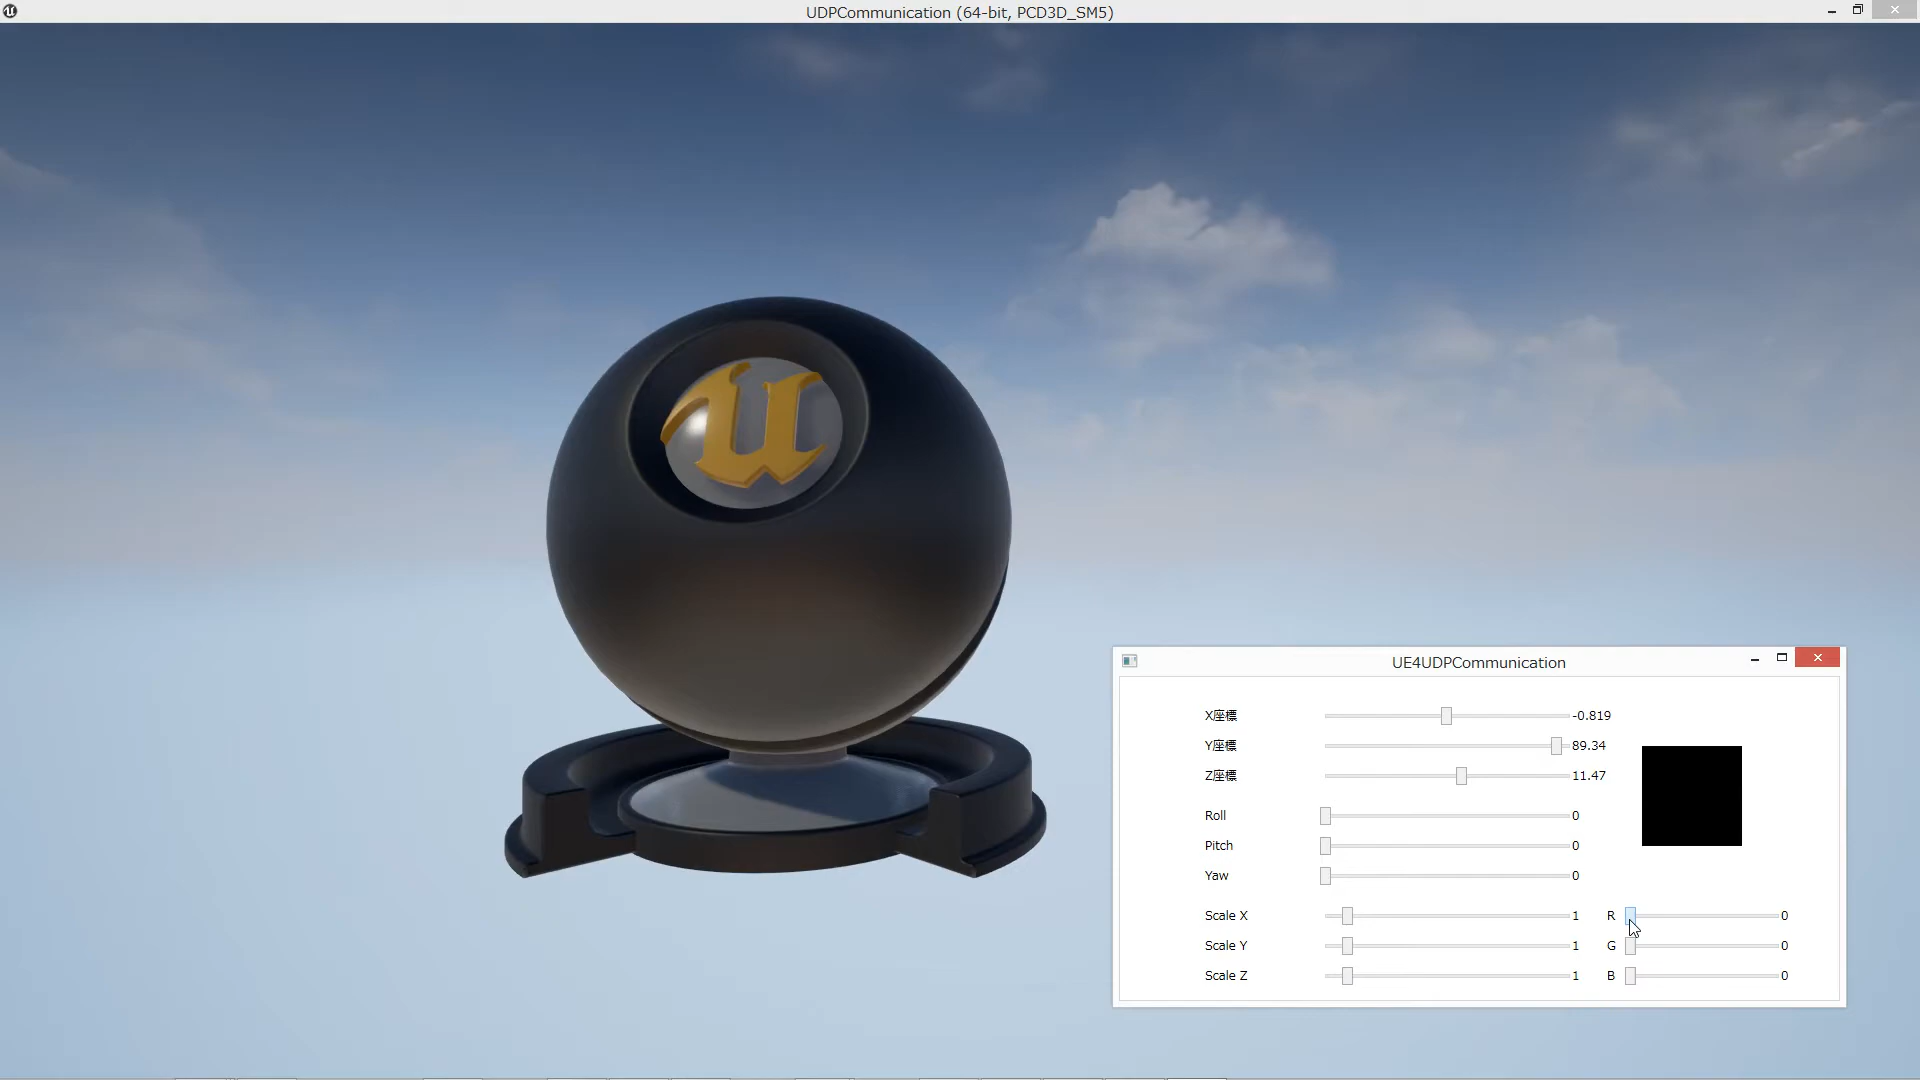 UDPCommunication (64-bit, PCD3D_SM5)
UE4UDPCommunication
X座標 -0.819
Y座標 89.34
Z座標 11.47
Roll 0
Pitch 0
Yaw 0
Scale X 1 R 0
Scale Y 1 G 0
Scale Z 1 B 0